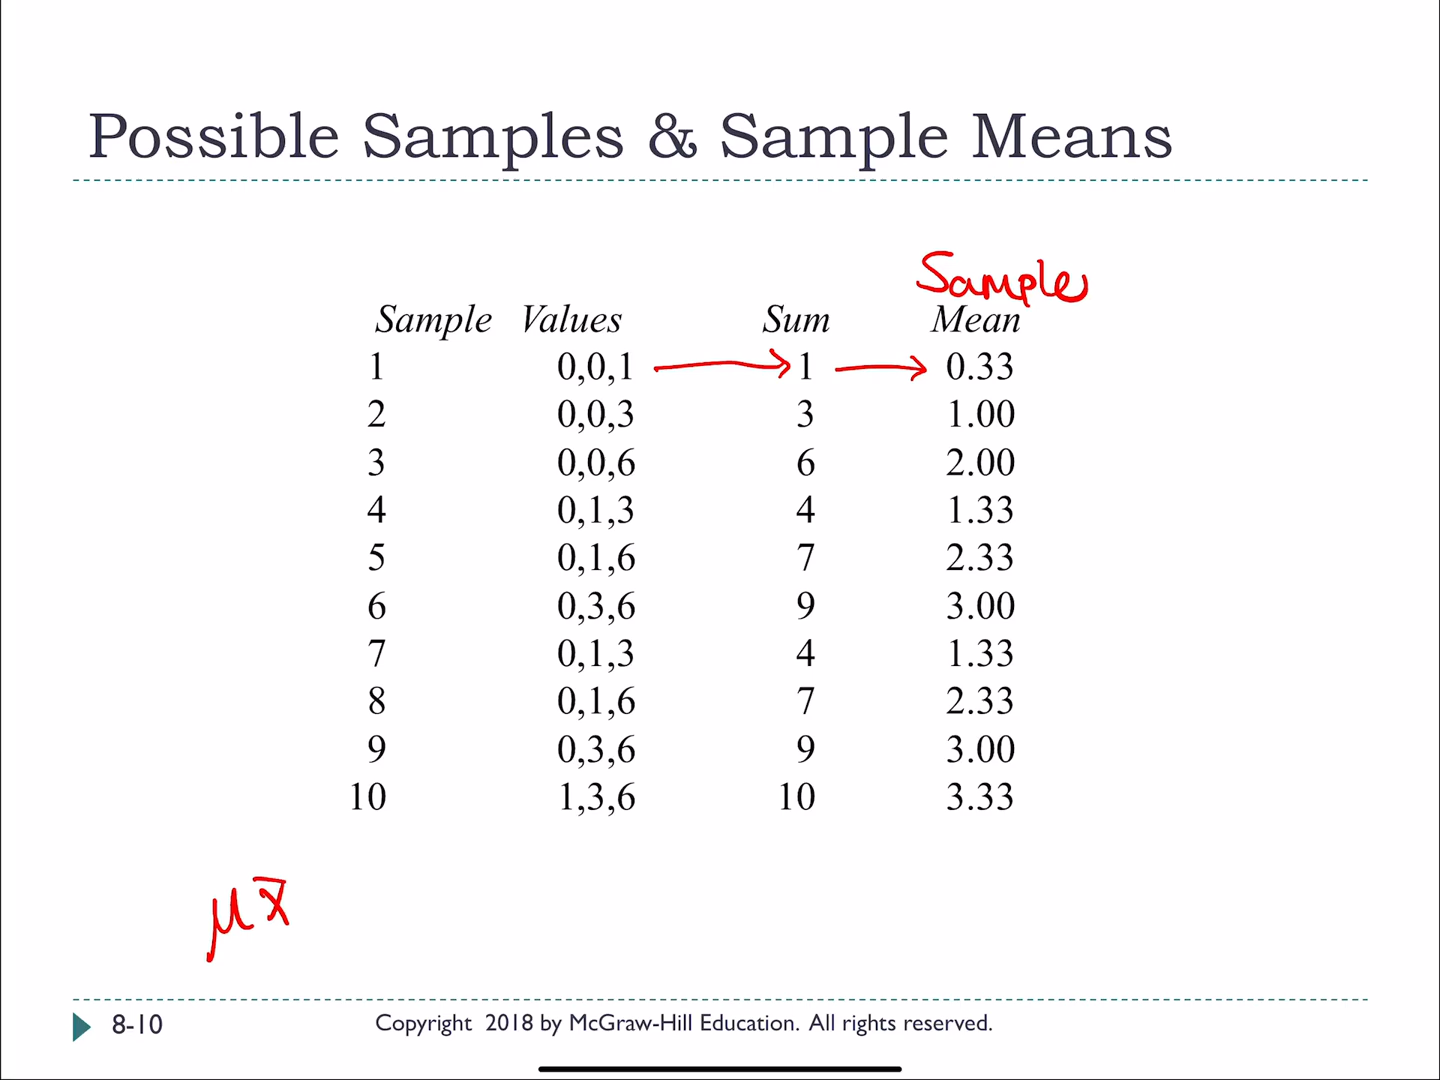 Possible Samples & Sample Means
Sample
Sample Values Sum Mean
1 0,0,1 1 0.33
2 0,0,3 3 1.00
3 0,0,6 6 2.00
4 0,1,3 4 1.33
5 0,1,6 7 2.33
6 0,3,6 9 3.00
7 0,1,3 4 1.33
8 0,1,6 7 2.33
9 0,3,6 9 3.00
10 1,3,6 10 3.33
μx̄
8-10 Copyright 2018 by McGraw-Hill Education. All rights reserved.